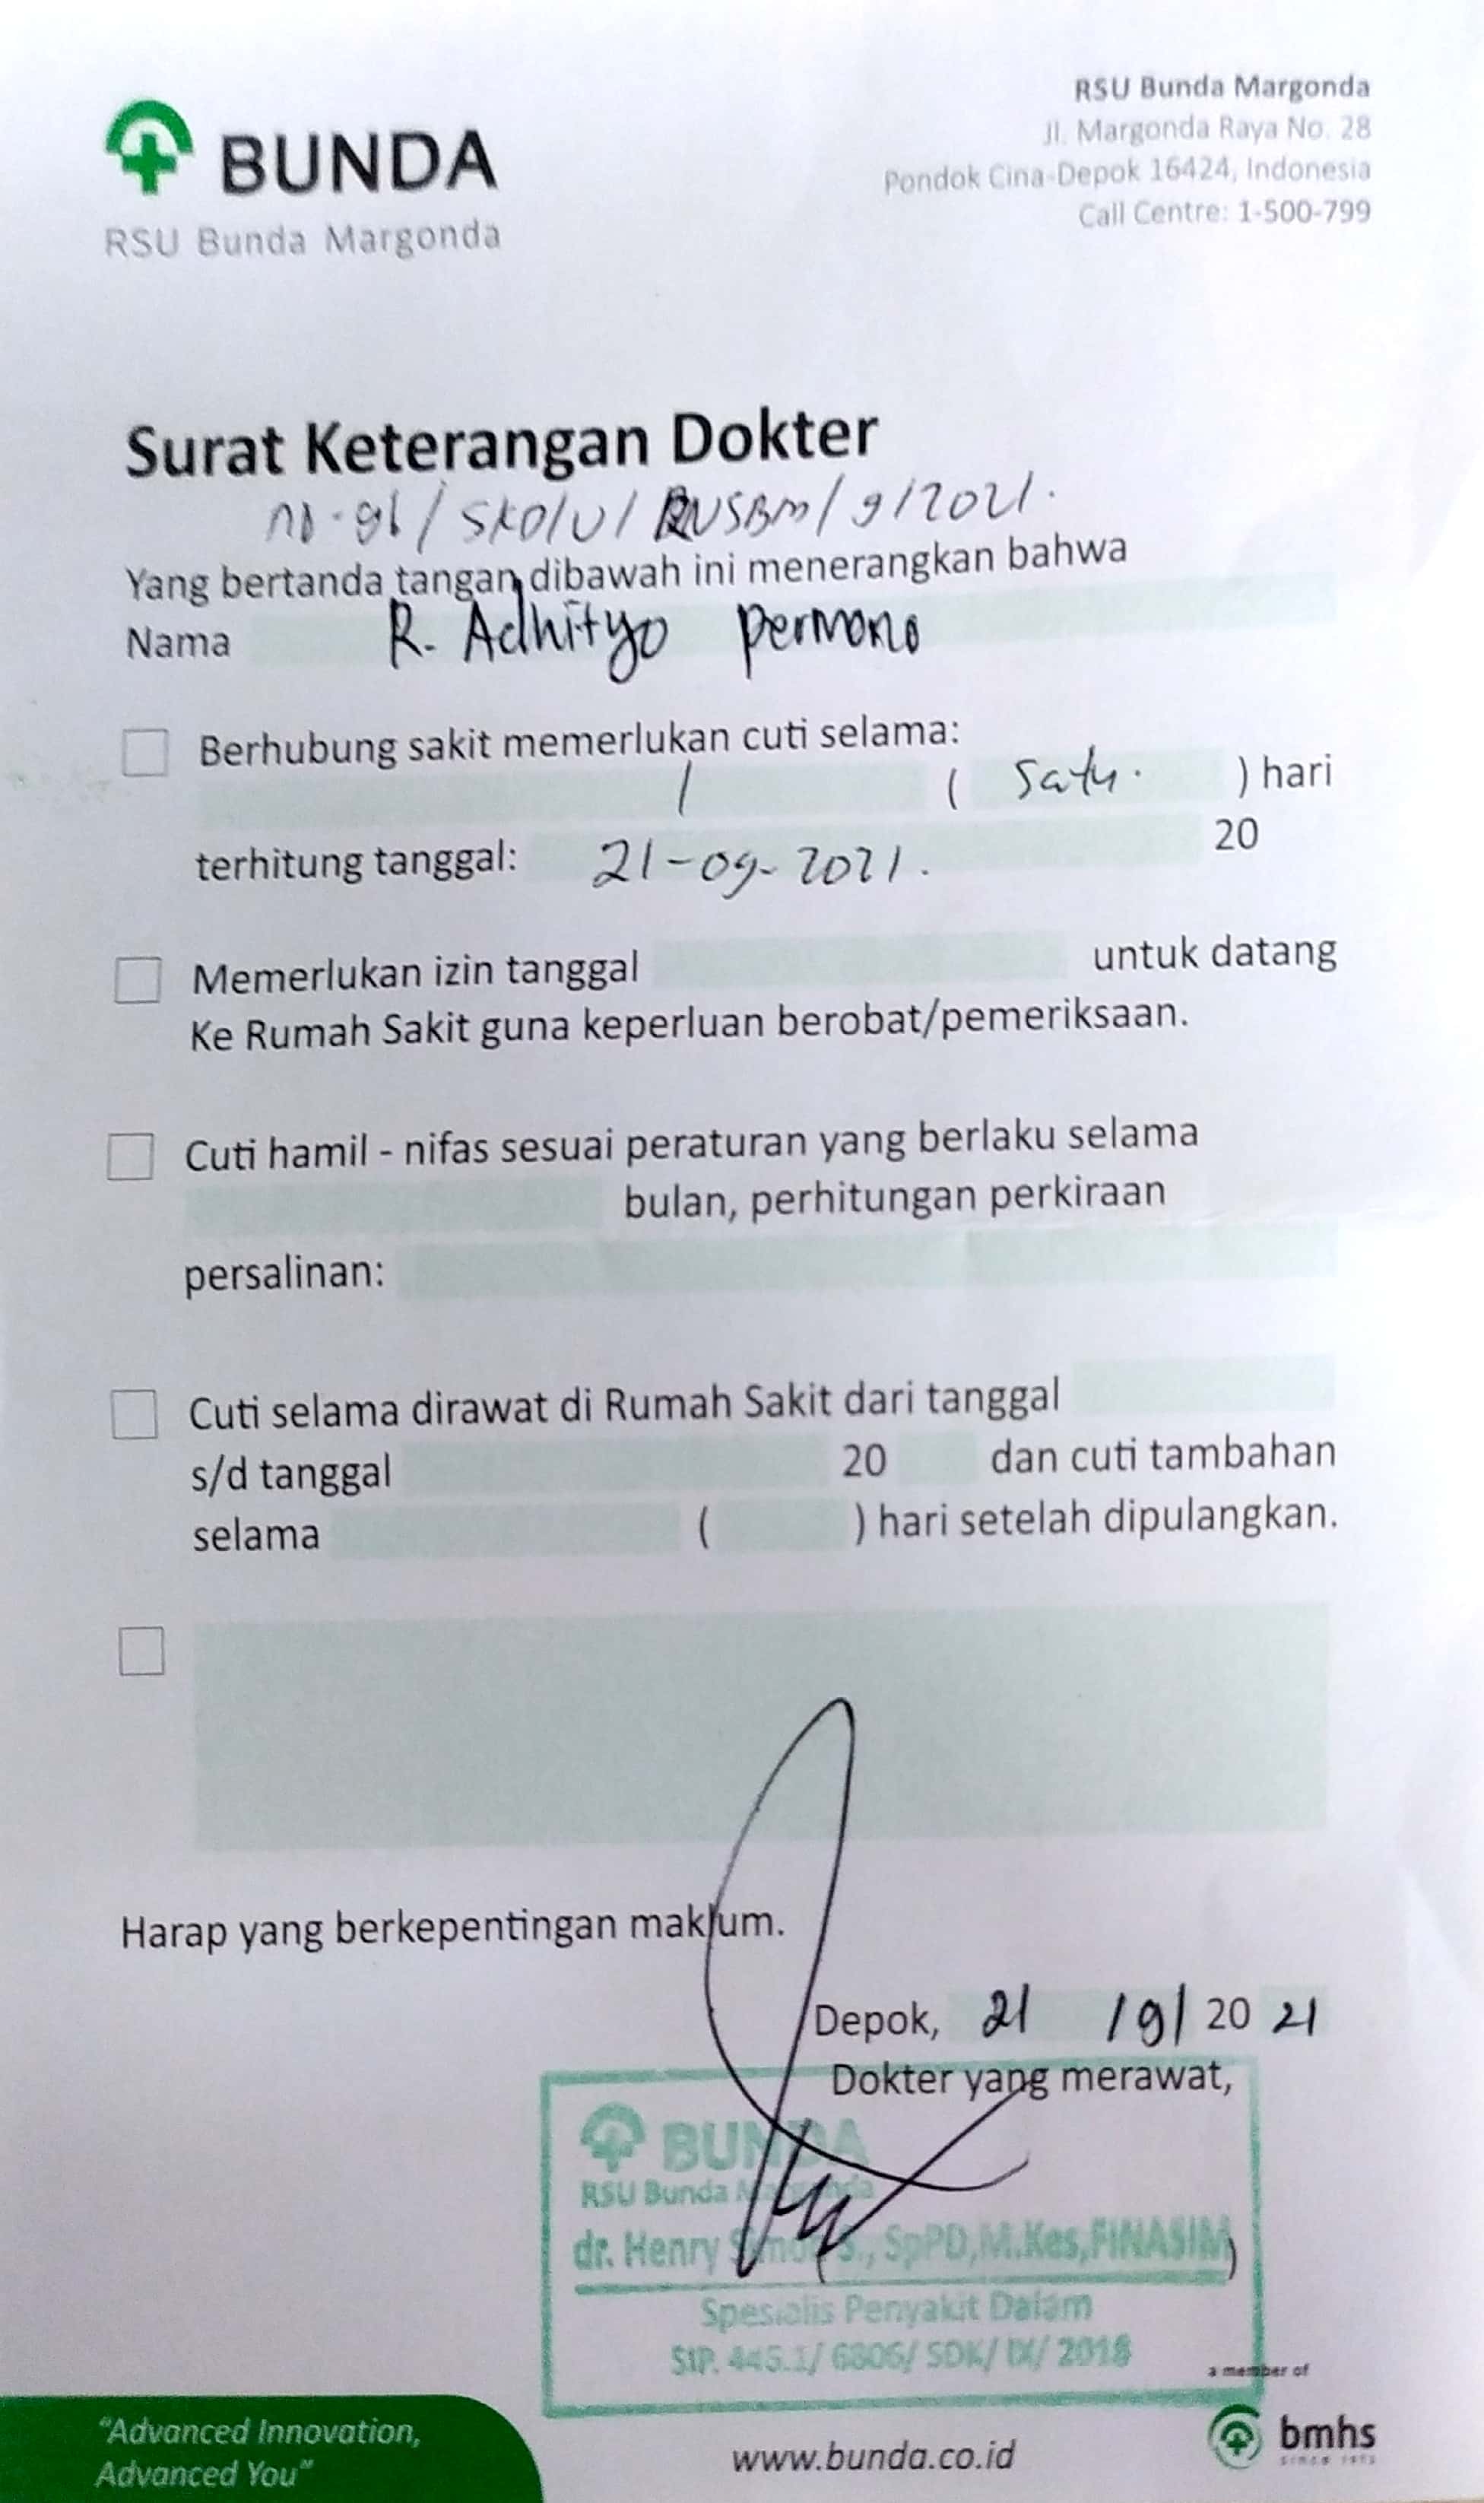 BUNDA
RSU Bunda Margonda
RSU Bunda Margonda
Jl. Margonda Raya No. 28
Pondok Cina-Depok 16424, Indonesia
Call Centre: 1-500-799
Surat Keterangan Dokter
/ 9/2021.
Yang bertanda tangan dibawah ini menerangkan bahwa
Nama R. Adhityo Permono
Berhubung sakit memerlukan cuti selama:
1 ( Satu. ) hari
terhitung tanggal: 21-09-2021. 20
Memerlukan izin tanggal untuk datang
Ke Rumah Sakit guna keperluan berobat/pemeriksaan.
Cuti hamil - nifas sesuai peraturan yang berlaku selama
bulan, perhitungan perkiraan
persalinan:
Cuti selama dirawat di Rumah Sakit dari tanggal
s/d tanggal 20 dan cuti tambahan
selama ( ) hari setelah dipulangkan.
Harap yang berkepentingan maklum.
Depok, 21 /9/ 20 21
Dokter yang merawat,
BUNDA
RSU Bunda Margonda
dr. Henry S., SpPD,M.Kes,FINASIM
Spesialis Penyakit Dalam
SIP. 445.1/ 6806/ SDK/ IX/ 2018
a member of
bmhs
since 1973
"Advanced Innovation,
Advanced You"
www.bunda.co.id